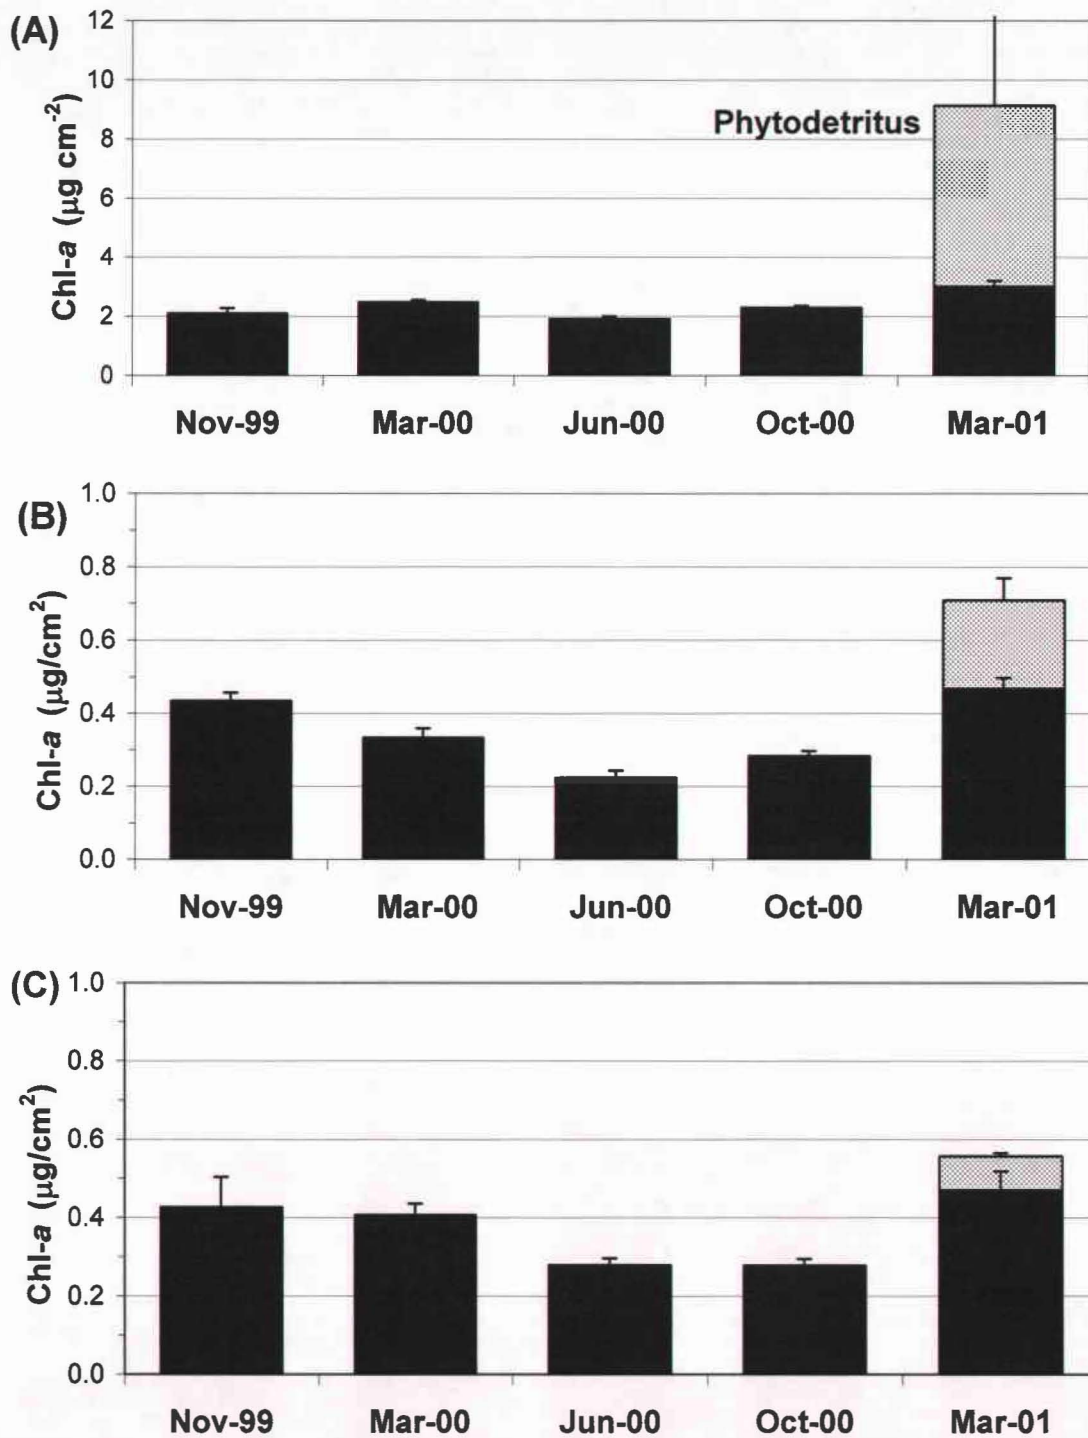 (A)
12
10
8
6
4
2
0
Chl-a (μg cm-2)
Phytodetritus
Nov-99 Mar-00 Jun-00 Oct-00 Mar-01
(B)
1.0
0.8
0.6
0.4
0.2
0.0
Chl-a (μg/cm2)
Nov-99 Mar-00 Jun-00 Oct-00 Mar-01
(C)
1.0
0.8
0.6
0.4
0.2
0.0
Chl-a (μg/cm2)
Nov-99 Mar-00 Jun-00 Oct-00 Mar-01